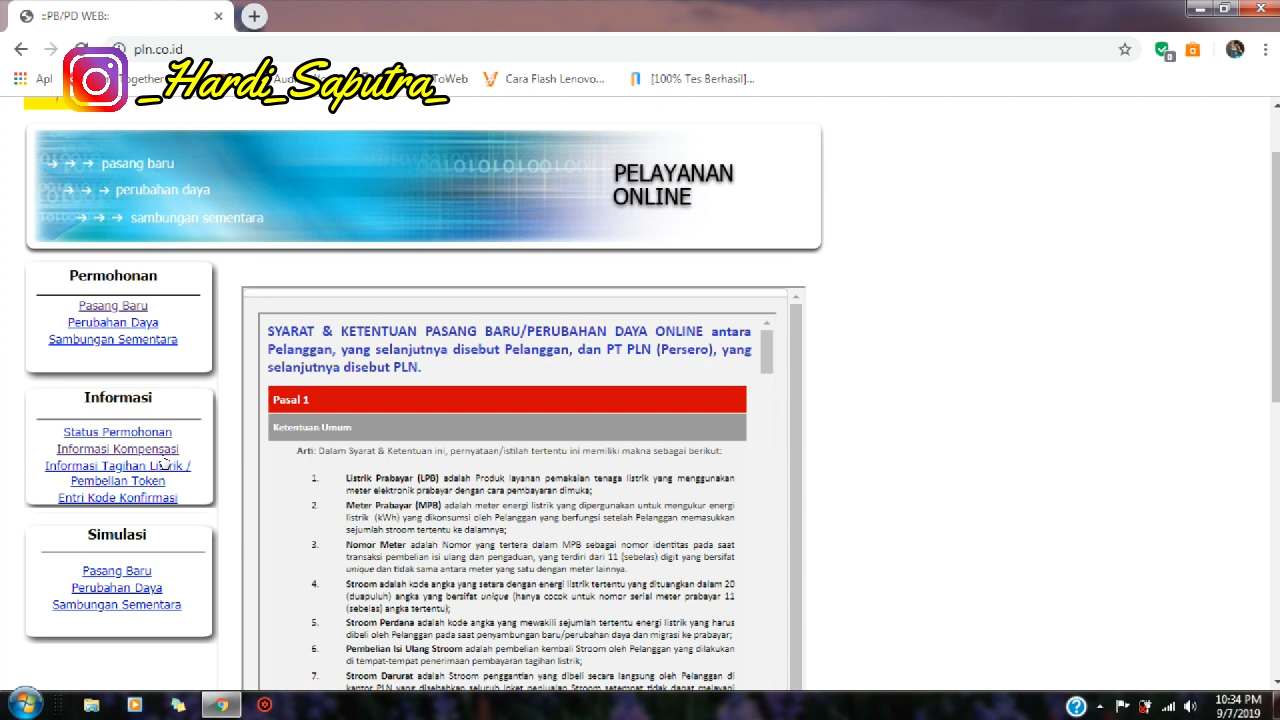 ::PB/PD WEB::
pln.co.id
Apl
Together
Aud
ToWeb
Cara Flash Lenovo...
[100% Tes Berhasil]...
_Hardi_Saputra_
→ → → pasang baru
→ → → perubahan daya
→ → → sambungan sementara
PELAYANAN
ONLINE
Permohonan
Pasang Baru
Perubahan Daya
Sambungan Sementara
Informasi
Status Permohonan
Informasi Kompensasi
Informasi Tagihan Listrik /
Pembelian Token
Entri Kode Konfirmasi
Simulasi
Pasang Baru
Perubahan Daya
Sambungan Sementara
SYARAT & KETENTUAN PASANG BARU/PERUBAHAN DAYA ONLINE antara
Pelanggan, yang selanjutnya disebut Pelanggan, dan PT PLN (Persero), yang
selanjutnya disebut PLN.
Pasal 1
Ketentuan Umum
Arti: Dalam Syarat & Ketentuan ini, pernyataan/istilah tertentu ini memiliki makna sebagai berikut:
1. Listrik Prabayar (LPB) adalah Produk layanan pemakaian tenaga listrik yang menggunakan
meter elektronik prabayar dengan cara pembayaran dimuka;
2. Meter Prabayar (MPB) adalah meter energi listrik yang dipergunakan untuk mengukur energi
listrik (kWh) yang dikonsumsi oleh Pelanggan yang berfungsi setelah Pelanggan memasukkan
sejumlah stroom tertentu ke dalamnya;
3. Nomor Meter adalah Nomor yang tertera dalam MPB sebagai nomor identitas pada saat
transaksi pembelian isi ulang dan pengaduan, yang terdiri dari 11 (sebelas) digit yang bersifat
unique dan tidak sama antara meter yang satu dengan meter lainnya.
4. Stroom adalah kode angka yang setara dengan energi listrik tertentu yang dituangkan dalam 20
(duapuluh) angka yang bersifat unique (hanya cocok untuk nomor serial meter prabayar 11
(sebelas) angka tertentu);
5. Stroom Perdana adalah kode angka yang mewakili sejumlah tertentu energi listrik yang harus
dibeli oleh Pelanggan pada saat penyambungan baru/perubahan daya dan migrasi ke prabayar;
6. Pembelian Isi Ulang Stroom adalah pembelian kembali Stroom oleh Pelanggan yang dilakukan
di tempat-tempat penerimaan pembayaran tagihan listrik;
7. Stroom Darurat adalah Stroom penggantian yang dibeli secara langsung oleh Pelanggan di
kantor PLN yang disebabkan seluruh loket penjualan Stroom setempat tidak dapat melayani
10:34 PM
9/7/2019